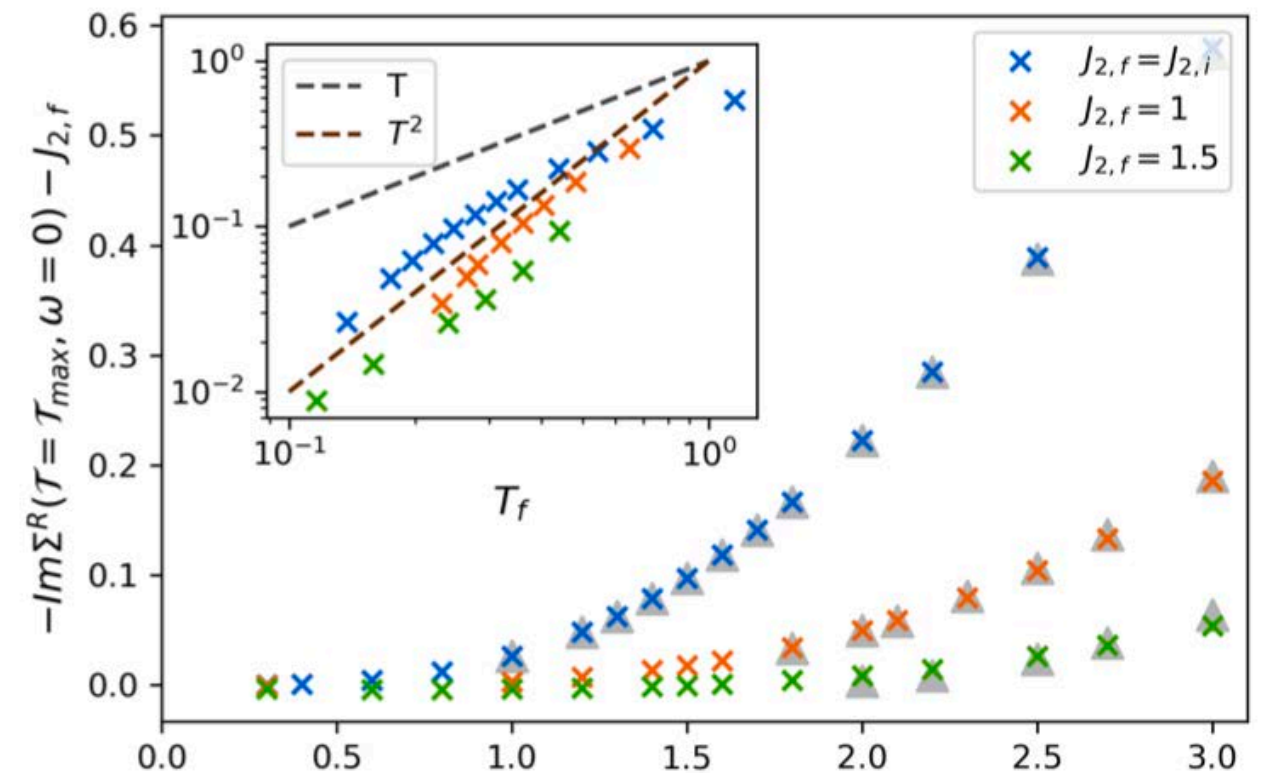 −ImΣ^R(𝒯 = 𝒯_max, ω = 0) − J_{2,f}
0.6
0.5
0.4
0.3
0.2
0.1
0.0
0.0 0.5 1.0 1.5 2.0 2.5 3.0
J_{2,f} = J_{2,i}
J_{2,f} = 1
J_{2,f} = 1.5
T
T^2
10^0
10^{−1}
10^{−2}
10^{−1} 10^0
T_f